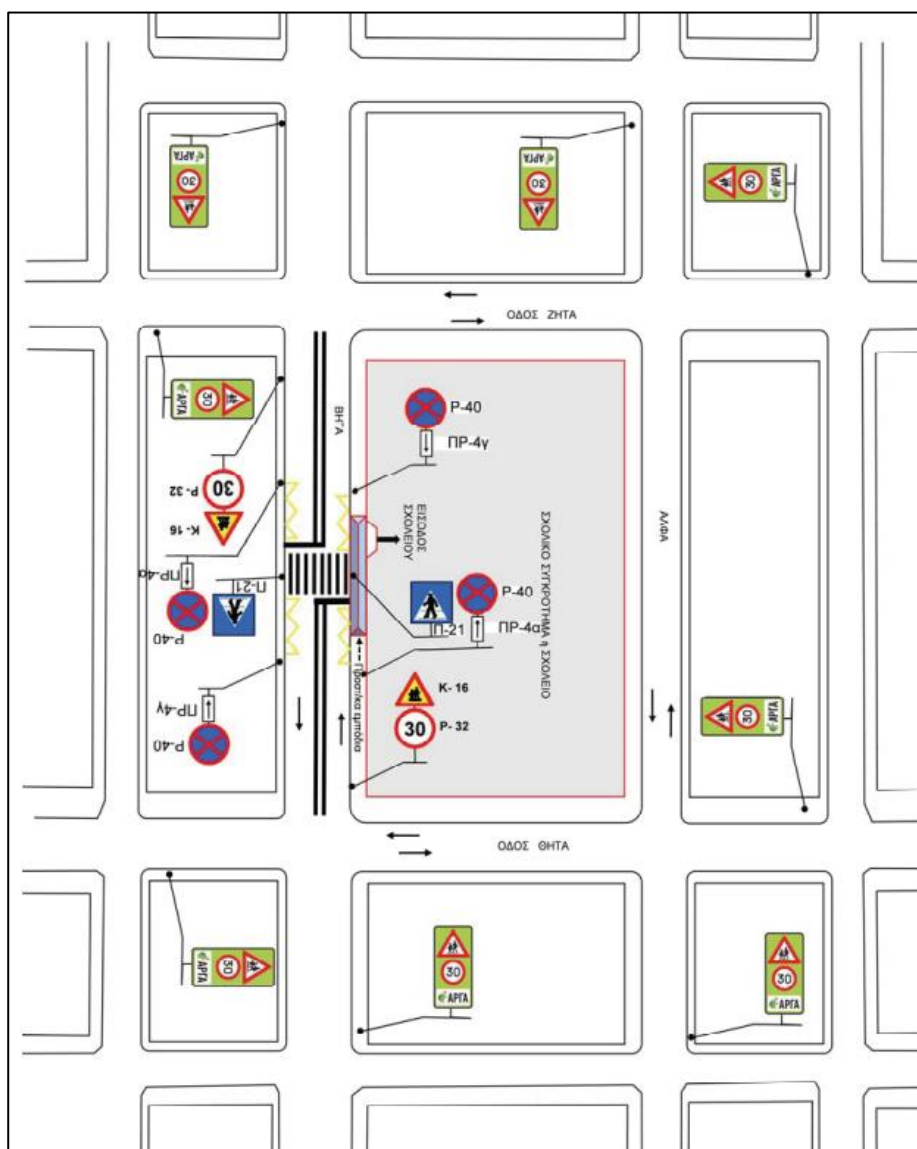 ΑΡΓΑ
30
ΑΡΓΑ
30
30
ΑΡΓΑ
ΟΔΟΣ ΖΗΤΑ
ΑΡΓΑ
30
ΒΗΤΑ
P-40
ΠΡ-4γ
30
P-32
K-16
ΕΙΣΟΔΟΣ
ΣΧΟΛΕΙΟΥ
ΣΧΟΛΙΚΟ ΣΥΓΚΡΟΤΗΜΑ η ΣΧΟΛΕΙΟ
ΑΛΦΑ
ΠΡ-4α
Π-21
P-40
P-40
Π-21
ΠΡ-4α
Προστ/κα εμπόδια
K- 16
30
P- 32
ΠΡ-4γ
P-40
30
ΑΡΓΑ
ΟΔΟΣ ΘΗΤΑ
ΑΡΓΑ
30
30
ΑΡΓΑ
30
ΑΡΓΑ